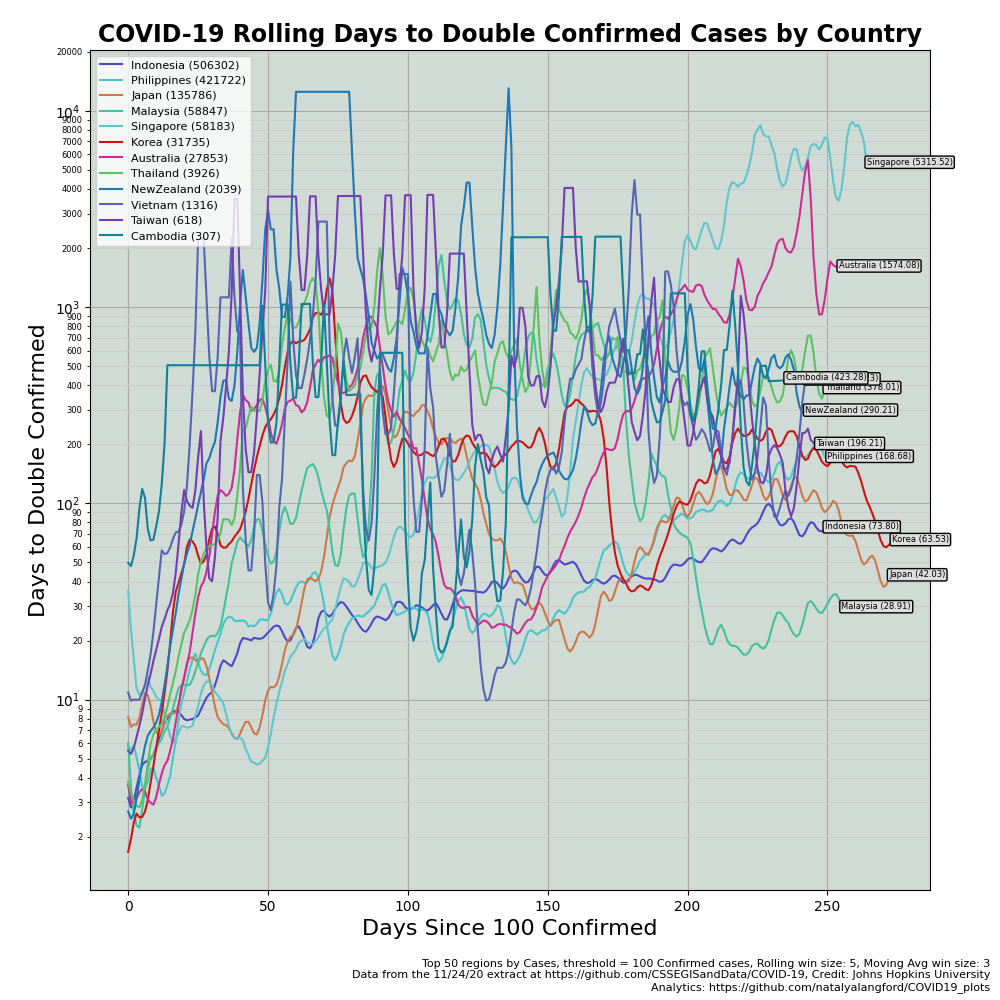 COVID-19 Rolling Days to Double Confirmed Cases by Country
Days to Double Confirmed
20000
10^4
9000
8000
7000
6000
5000
4000
3000
2000
10^3
900
800
700
600
500
400
300
200
10^2
90
80
70
60
50
40
30
20
10^1
9
8
7
6
5
4
3
2
Indonesia (506302)
Philippines (421722)
Japan (135786)
Malaysia (58847)
Singapore (58183)
Korea (31735)
Australia (27853)
Thailand (3926)
NewZealand (2039)
Vietnam (1316)
Taiwan (618)
Cambodia (307)
Singapore (5315.52)
Australia (1574.08)
Cambodia (423.28)
3)
Thailand (378.01)
NewZealand (290.21)
Taiwan (196.21)
Philippines (168.68)
Indonesia (73.80)
Korea (63.53)
Japan (42.03)
Malaysia (28.91)
0 50 100 150 200 250
Days Since 100 Confirmed
Top 50 regions by Cases, threshold = 100 Confirmed Cases, Rolling win size: 5, Moving Avg win size: 3
Data from the 11/24/20 extract at https://github.com/CSSEGISandData/COVID-19, Credit: Johns Hopkins University
Analytics: https://github.com/natalyalangford/COVID19_plots